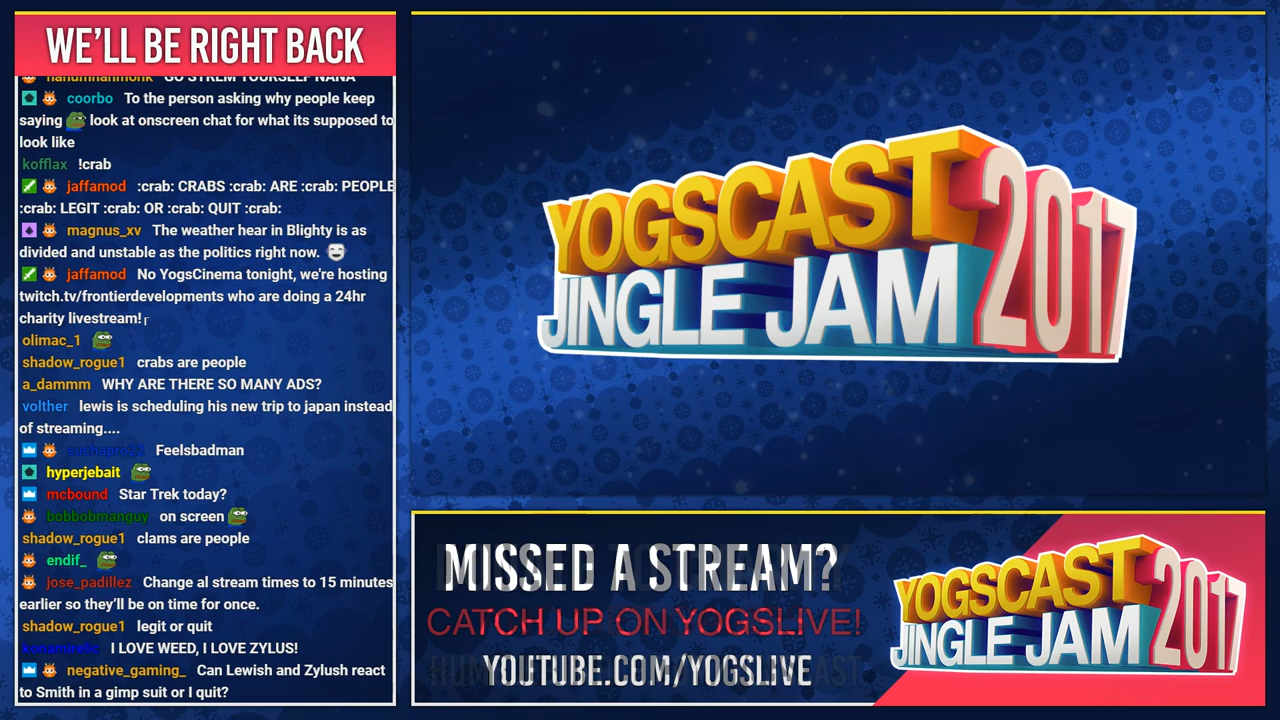 WE'LL BE RIGHT BACK
nanumnanmonk GO STREM YOURSELF NANA
coorbo To the person asking why people keep
saying look at onscreen chat for what its supposed to
look like
kofflax !crab
jaffamod :crab: CRABS :crab: ARE :crab: PEOPLE
:crab: LEGIT :crab: OR :crab: QUIT :crab:
magnus_xv The weather hear in Blighty is as
divided and unstable as the politics right now.
jaffamod No YogsCinema tonight, we're hosting
twitch.tv/frontierdevelopments who are doing a 24hr
charity livestream!
olimac_1
shadow_rogue1 crabs are people
a_dammm WHY ARE THERE SO MANY ADS?
volther lewis is scheduling his new trip to japan instead
of streaming....
suchapro22 Feelsbadman
hyperjebait
mcbound Star Trek today?
bobbobmanguy on screen
shadow_rogue1 clams are people
endif_
jose_padillez Change al stream times to 15 minutes
earlier so they'll be on time for once.
shadow_rogue1 legit or quit
konamirelic I LOVE WEED, I LOVE ZYLUS!
negative_gaming_ Can Lewish and Zylush react
to Smith in a gimp suit or I quit?
YOGSCAST
JINGLE JAM
2017
MISSED A STREAM?
CATCH UP ON YOGSLIVE!
YOUTUBE.COM/YOGSLIVE
YOGSCAST
JINGLE JAM
2017